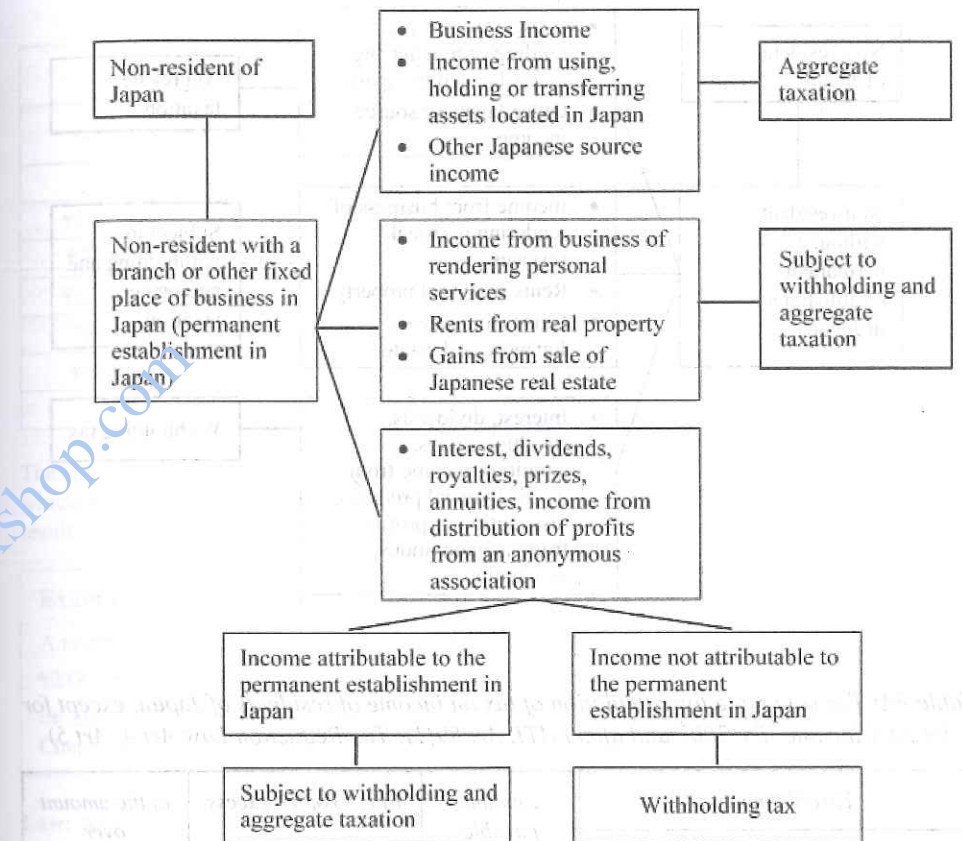 Non-resident of
Japan
• Business Income
• Income from using,
holding or transferring
assets located in Japan
• Other Japanese source
income
Aggregate
taxation
Non-resident with a
branch or other fixed
place of business in
Japan (permanent
establishment in
Japan)
• Income from business of
rendering personal
services
• Rents from real property
• Gains from sale of
Japanese real estate
Subject to
withholding and
aggregate
taxation
• Interest, dividends,
royalties, prizes,
annuities, income from
distribution of profits
from an anonymous
association
Income attributable to the
permanent establishment in
Japan
Income not attributable to
the permanent
establishment in Japan
Subject to withholding and
aggregate taxation
Withholding tax
shop.com